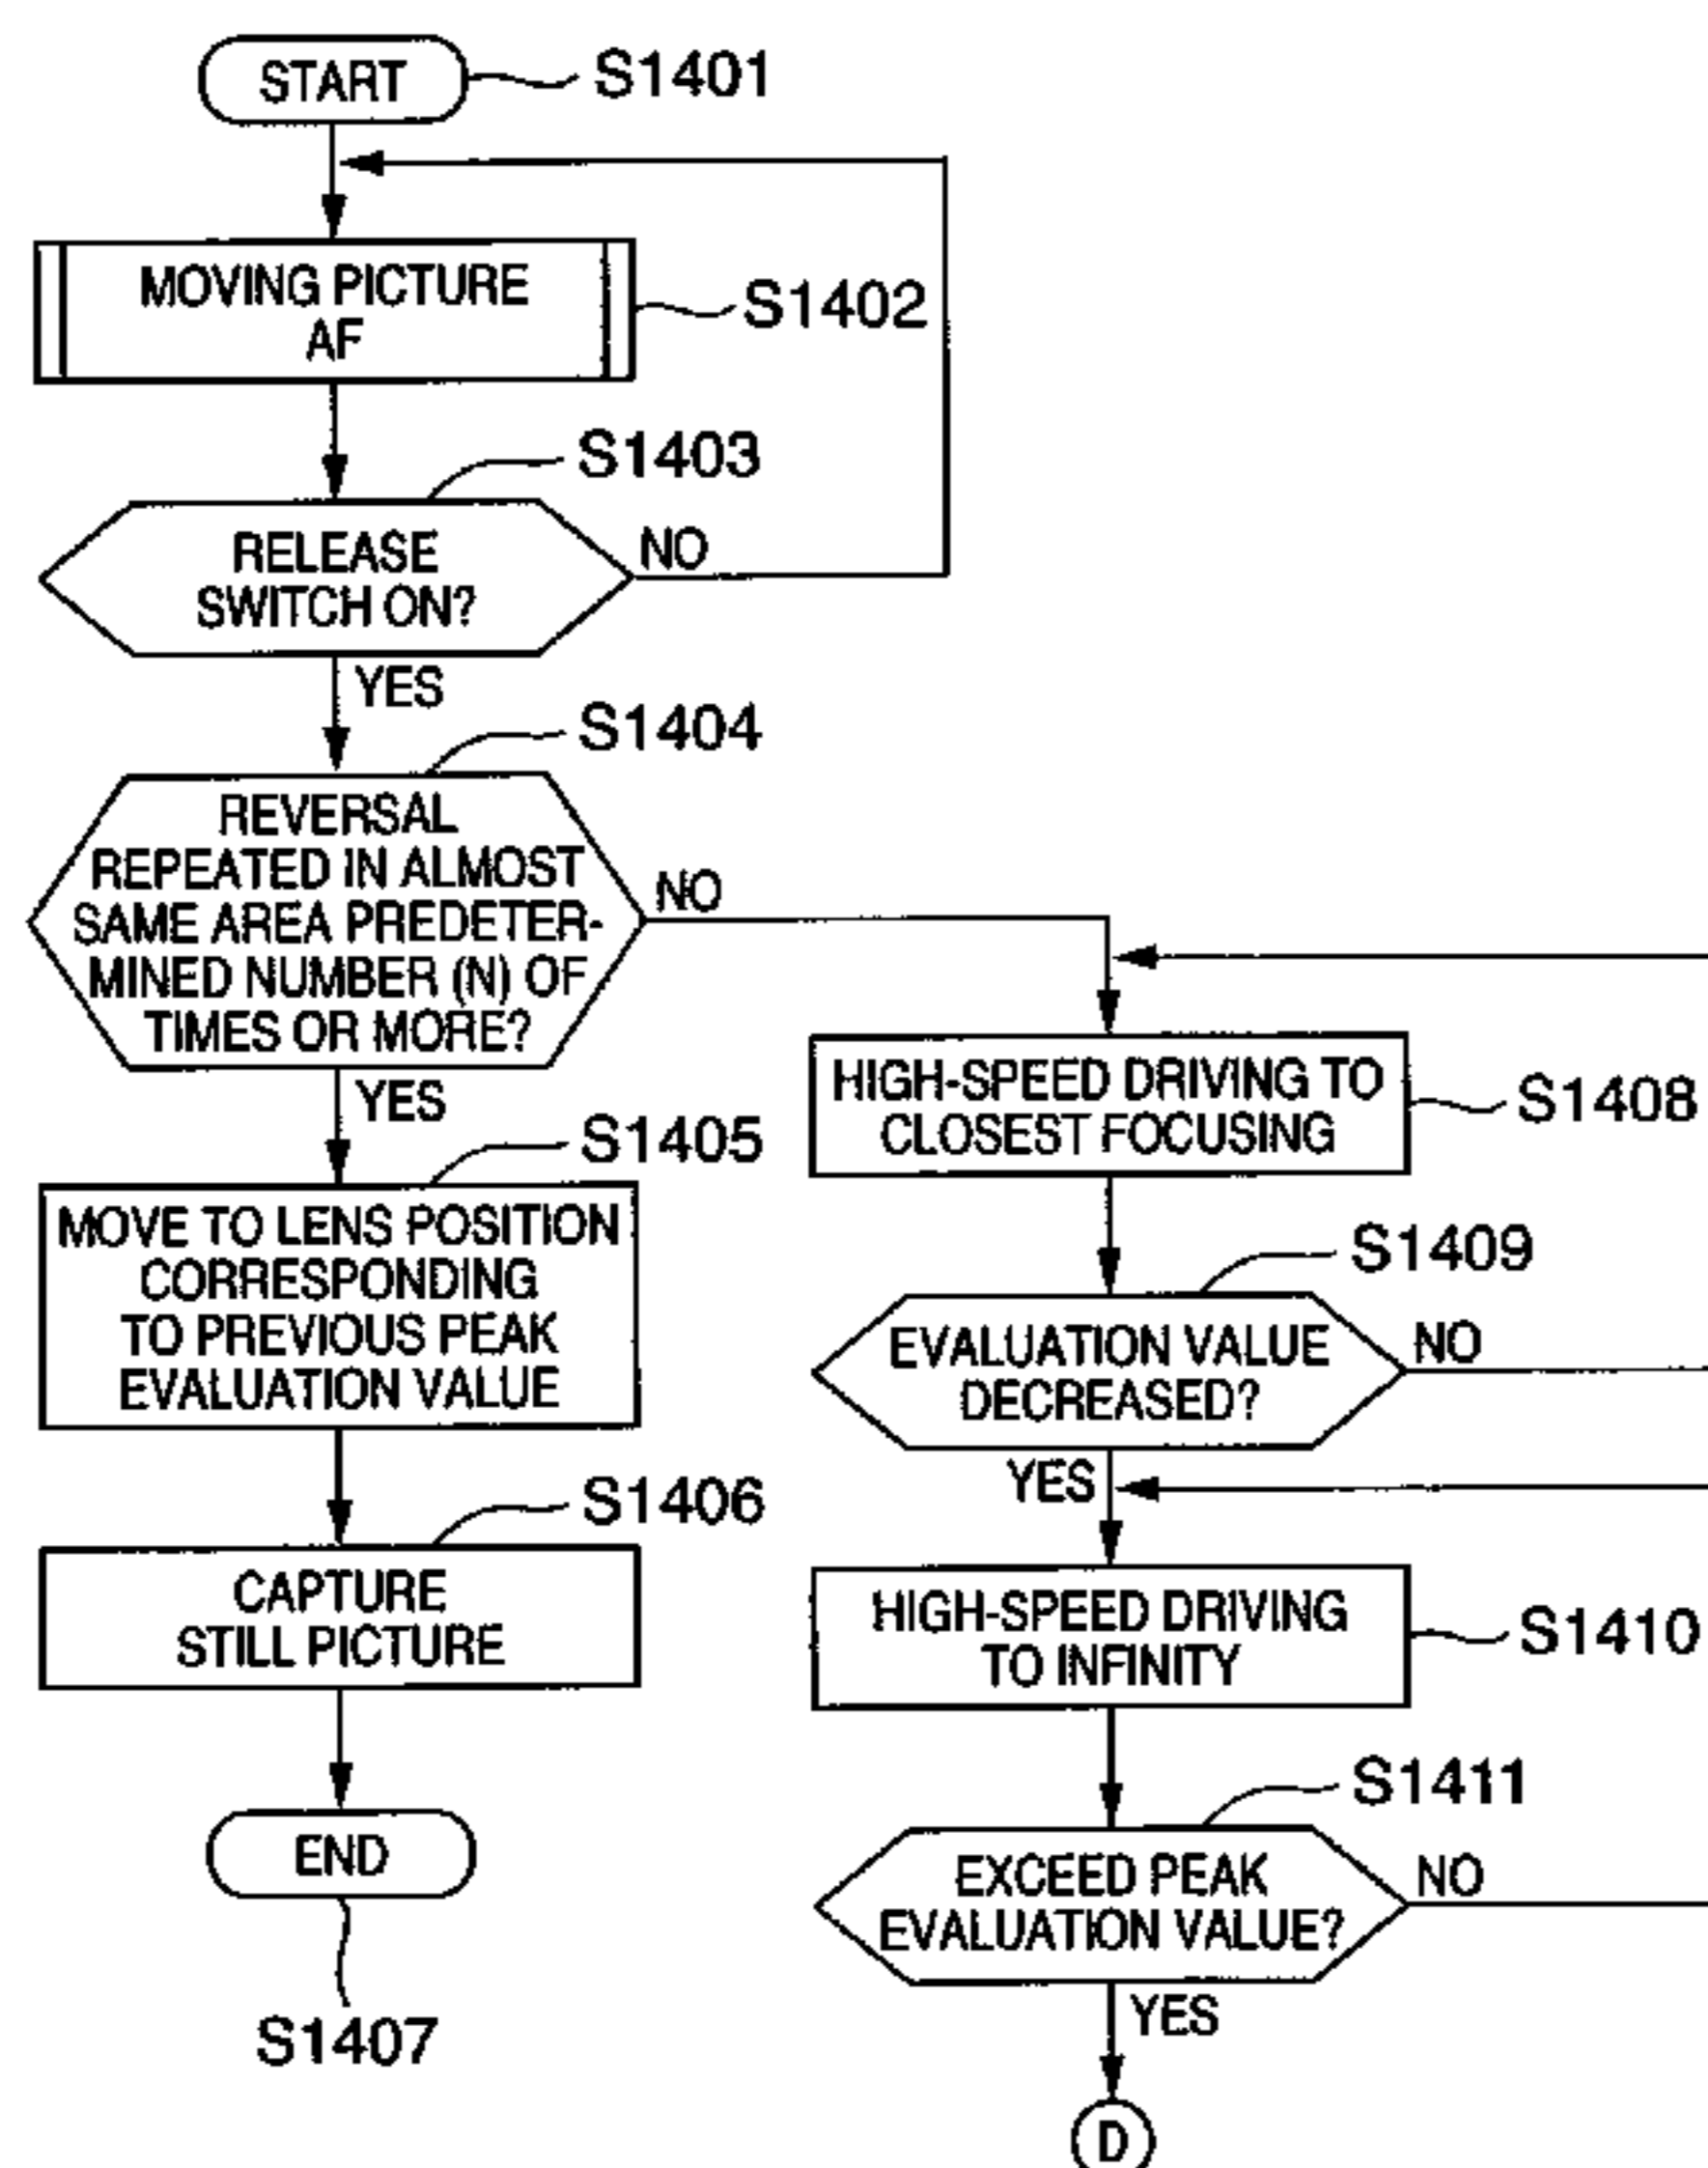 START
S1401
MOVING PICTURE
AF
S1402
S1403
RELEASE
SWITCH ON?
NO
YES
S1404
REVERSAL
REPEATED IN ALMOST
SAME AREA PREDETER-
MINED NUMBER (N) OF
TIMES OR MORE?
NO
YES
S1405
MOVE TO LENS POSITION
CORRESPONDING
TO PREVIOUS PEAK
EVALUATION VALUE
S1406
CAPTURE
STILL PICTURE
END
S1407
HIGH-SPEED DRIVING TO
CLOSEST FOCUSING
S1408
S1409
EVALUATION VALUE
DECREASED?
NO
YES
HIGH-SPEED DRIVING
TO INFINITY
S1410
S1411
EXCEED PEAK
EVALUATION VALUE?
NO
YES
D